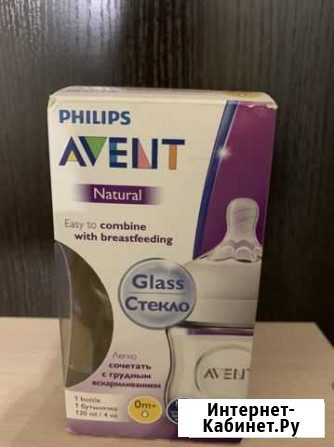 PHILIPS
AVENT
Natural
Easy to combine
with breastfeeding
Glass
Стекло
Легко
сочетать
с грудным
вскармливанием
1 bottle
1 бутылочка
120 ml / 4 oz
0m+
AVENT
Интернет-
Кабинет.Ру